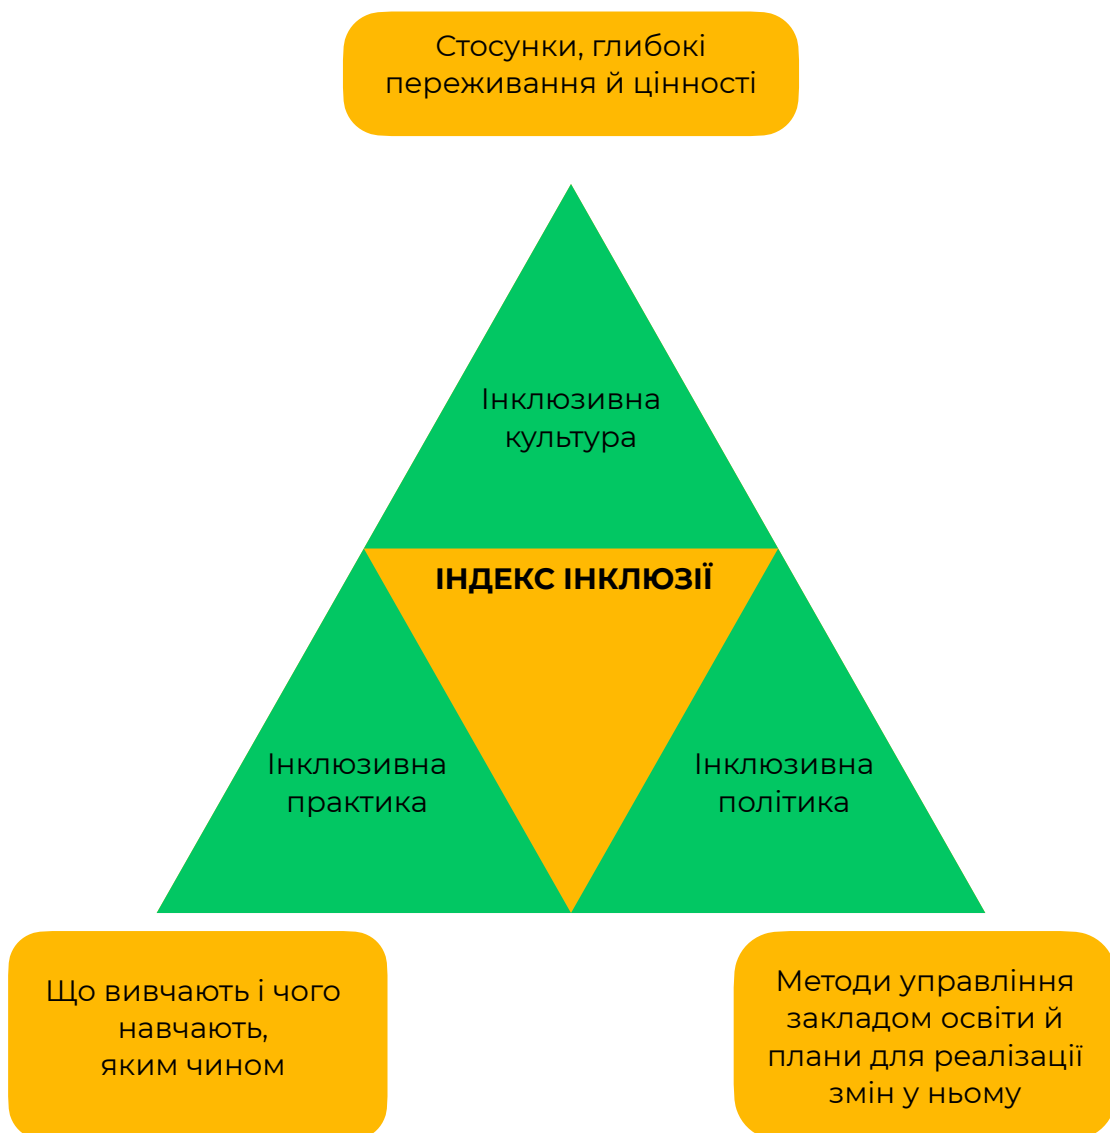 Стосунки, глибокі
переживання й цінності
Інклюзивна
культура
ІНДЕКС ІНКЛЮЗІЇ
Інклюзивна
практика
Інклюзивна
політика
Що вивчають і чого
навчають,
яким чином
Методи управління
закладом освіти й
плани для реалізації
змін у ньому